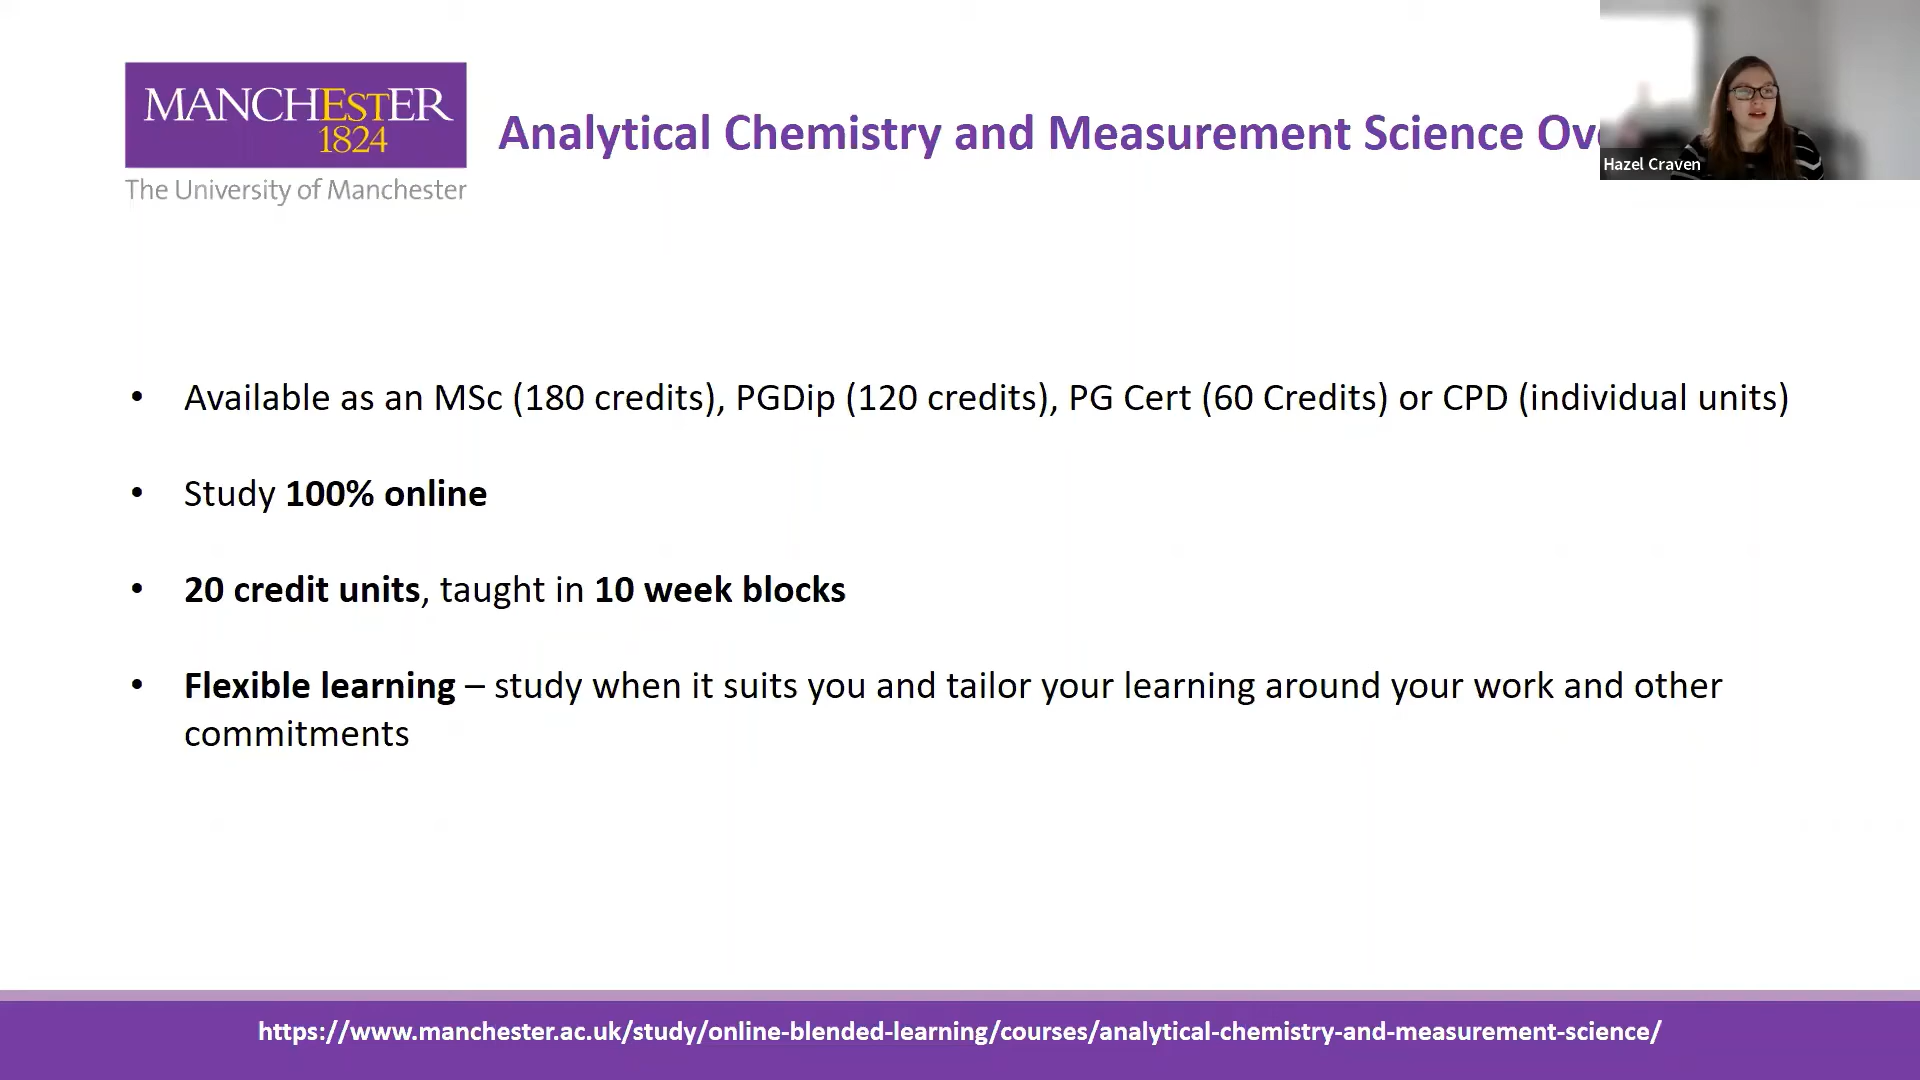 MANCHESTER
1824
The University of Manchester
Analytical Chemistry and Measurement Science
Hazel Craven
• Available as an MSc (180 credits), PGDip (120 credits), PG Cert (60 Credits) or CPD (individual units)
• Study 100% online
• 20 credit units, taught in 10 week blocks
• Flexible learning – study when it suits you and tailor your learning around your work and other
commitments
https://www.manchester.ac.uk/study/online-blended-learning/courses/analytical-chemistry-and-measurement-science/